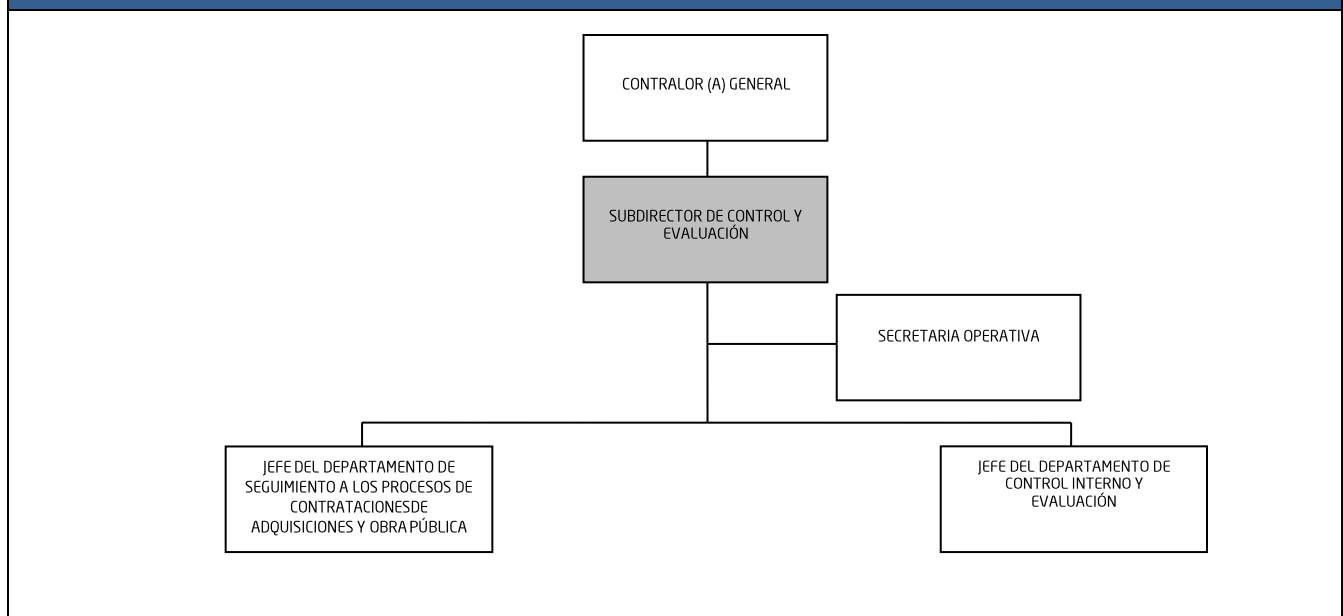 CONTRALOR (A) GENERAL
SUBDIRECTOR DE CONTROL Y
EVALUACIÓN
SECRETARIA OPERATIVA
JEFE DEL DEPARTAMENTO DE
SEGUIMIENTO A LOS PROCESOS DE
CONTRATACIONESDE
ADQUISICIONES Y OBRA PÚBLICA
JEFE DEL DEPARTAMENTO DE
CONTROL INTERNO Y
EVALUACIÓN